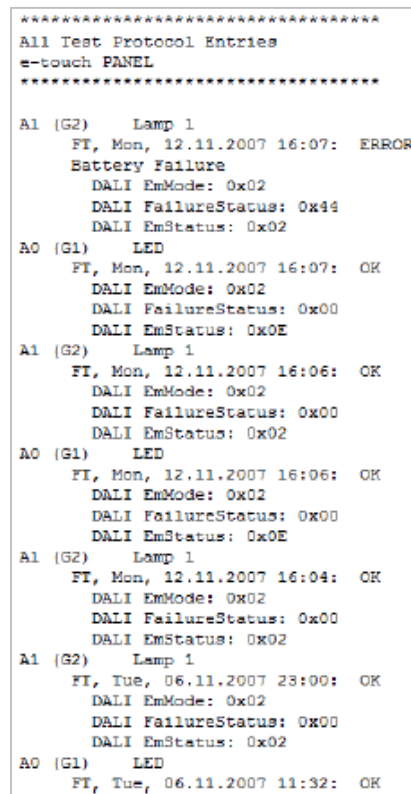 ***********************************
All Test Protocol Entries
e-touch PANEL
***********************************
A1 (G2) Lamp 1
FT, Mon, 12.11.2007 16:07: ERROR
Battery Failure
DALI EmMode: 0x02
DALI FailureStatus: 0x44
DALI EmStatus: 0x02
A0 (G1) LED
FT, Mon, 12.11.2007 16:07: OK
DALI EmMode: 0x02
DALI FailureStatus: 0x00
DALI EmStatus: 0x0E
A1 (G2) Lamp 1
FT, Mon, 12.11.2007 16:06: OK
DALI EmMode: 0x02
DALI FailureStatus: 0x00
DALI EmStatus: 0x02
A0 (G1) LED
FT, Mon, 12.11.2007 16:06: OK
DALI EmMode: 0x02
DALI FailureStatus: 0x00
DALI EmStatus: 0x0E
A1 (G2) Lamp 1
FT, Mon, 12.11.2007 16:04: OK
DALI EmMode: 0x02
DALI FailureStatus: 0x00
DALI EmStatus: 0x02
A1 (G2) Lamp 1
FT, Tue, 06.11.2007 23:00: OK
DALI EmMode: 0x02
DALI FailureStatus: 0x00
DALI EmStatus: 0x02
A0 (G1) LED
FT, Tue, 06.11.2007 11:32: OK